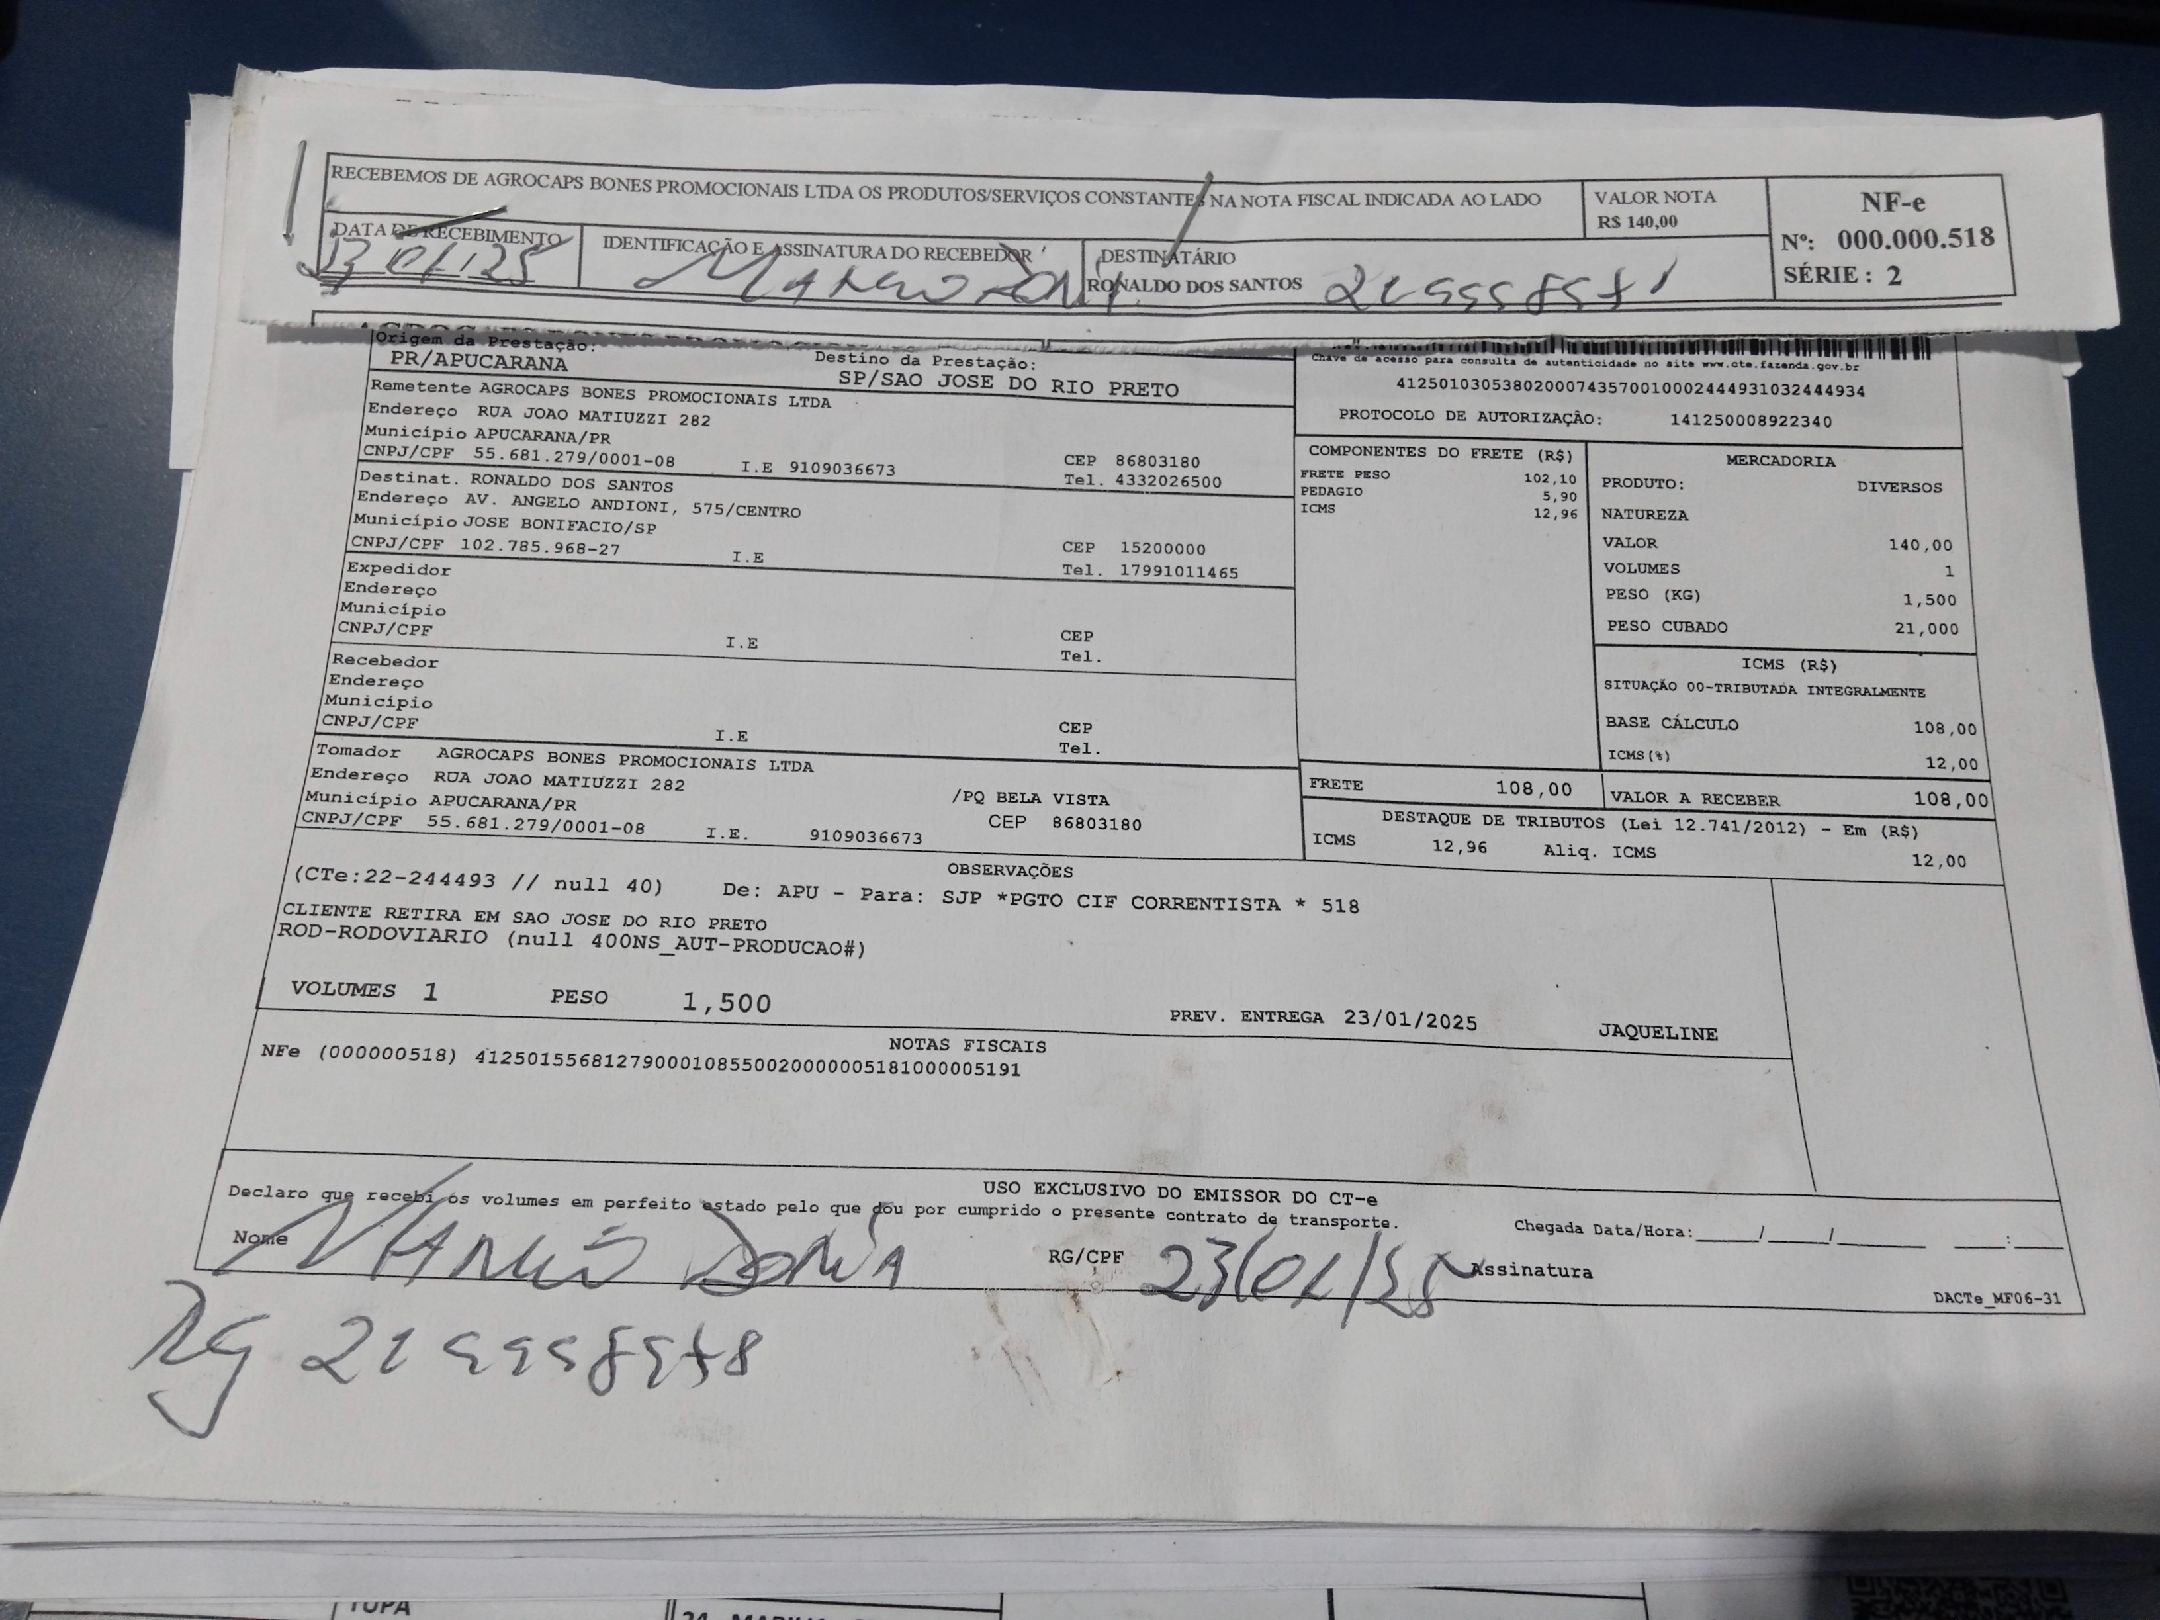 RECEBEMOS DE AGROCAPS BONES PROMOCIONAIS LTDA OS PRODUTOS/SERVIÇOS CONSTANTES NA NOTA FISCAL INDICADA AO LADO
VALOR NOTA
R$ 140,00
NF-e
Nº: 000.000.518
SÉRIE : 2
DATA DE RECEBIMENTO
23/01/25
IDENTIFICAÇÃO E ASSINATURA DO RECEBEDOR
DESTINATÁRIO
RONALDO DOS SANTOS
Origem da Prestação:
PR/APUCARANA
Destino da Prestação:
SP/SAO JOSE DO RIO PRETO
Chave de acesso para consulta de autenticidade no site www.cte.fazenda.gov.br
41250103053802000743570010002444931032444934
PROTOCOLO DE AUTORIZAÇÃO: 141250008922340
Remetente AGROCAPS BONES PROMOCIONAIS LTDA
Endereço RUA JOAO MATIUZZI 282
Município APUCARANA/PR
CNPJ/CPF 55.681.279/0001-08 I.E 9109036673
CEP 86803180
Tel. 4332026500
Destinat. RONALDO DOS SANTOS
Endereço AV. ANGELO ANDIONI, 575/CENTRO
Município JOSE BONIFACIO/SP
CNPJ/CPF 102.785.968-27 I.E
CEP 15200000
Tel. 17991011465
Expedidor
Endereço
Município
CNPJ/CPF I.E
CEP
Tel.
Recebedor
Endereço
Município
CNPJ/CPF I.E
CEP
Tel.
Tomador AGROCAPS BONES PROMOCIONAIS LTDA
Endereço RUA JOAO MATIUZZI 282 /PQ BELA VISTA
Município APUCARANA/PR CEP 86803180
CNPJ/CPF 55.681.279/0001-08 I.E. 9109036673
COMPONENTES DO FRETE (R$)
FRETE PESO 102,10
PEDAGIO 5,90
ICMS 12,96
MERCADORIA
PRODUTO: DIVERSOS
NATUREZA
VALOR 140,00
VOLUMES 1
PESO (KG) 1,500
PESO CUBADO 21,000
ICMS (R$)
SITUAÇÃO 00-TRIBUTADA INTEGRALMENTE
BASE CÁLCULO 108,00
ICMS(%) 12,00
FRETE 108,00
VALOR A RECEBER 108,00
DESTAQUE DE TRIBUTOS (Lei 12.741/2012) - Em (R$)
ICMS 12,96 Aliq. ICMS 12,00
OBSERVAÇÕES
(CTe:22-244493 // null 40) De: APU - Para: SJP *PGTO CIF CORRENTISTA * 518
CLIENTE RETIRA EM SAO JOSE DO RIO PRETO
ROD-RODOVIARIO (null 400NS_AUT-PRODUCAO#)
VOLUMES 1 PESO 1,500
PREV. ENTREGA 23/01/2025 JAQUELINE
NOTAS FISCAIS
NFe (000000518) 41250155681279000108550020000005181000005191
USO EXCLUSIVO DO EMISSOR DO CT-e
Declaro que recebi os volumes em perfeito estado pelo que dou por cumprido o presente contrato de transporte.
Chegada Data/Hora:_____/_____/_______ ____:____
Nome
RG/CPF 23/01/25 Assinatura
DACTe_MF06-31
TUPA